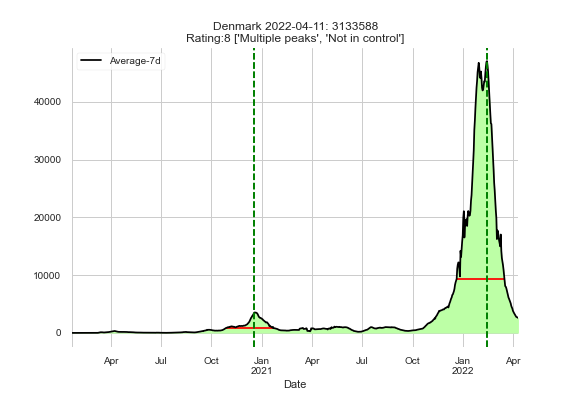 Denmark 2022-04-11: 3133588
Rating:8 ['Multiple peaks', 'Not in control']
Average-7d
40000
30000
20000
10000
0
Apr Jul Oct Jan Apr Jul Oct Jan Apr
2021 2022
Date